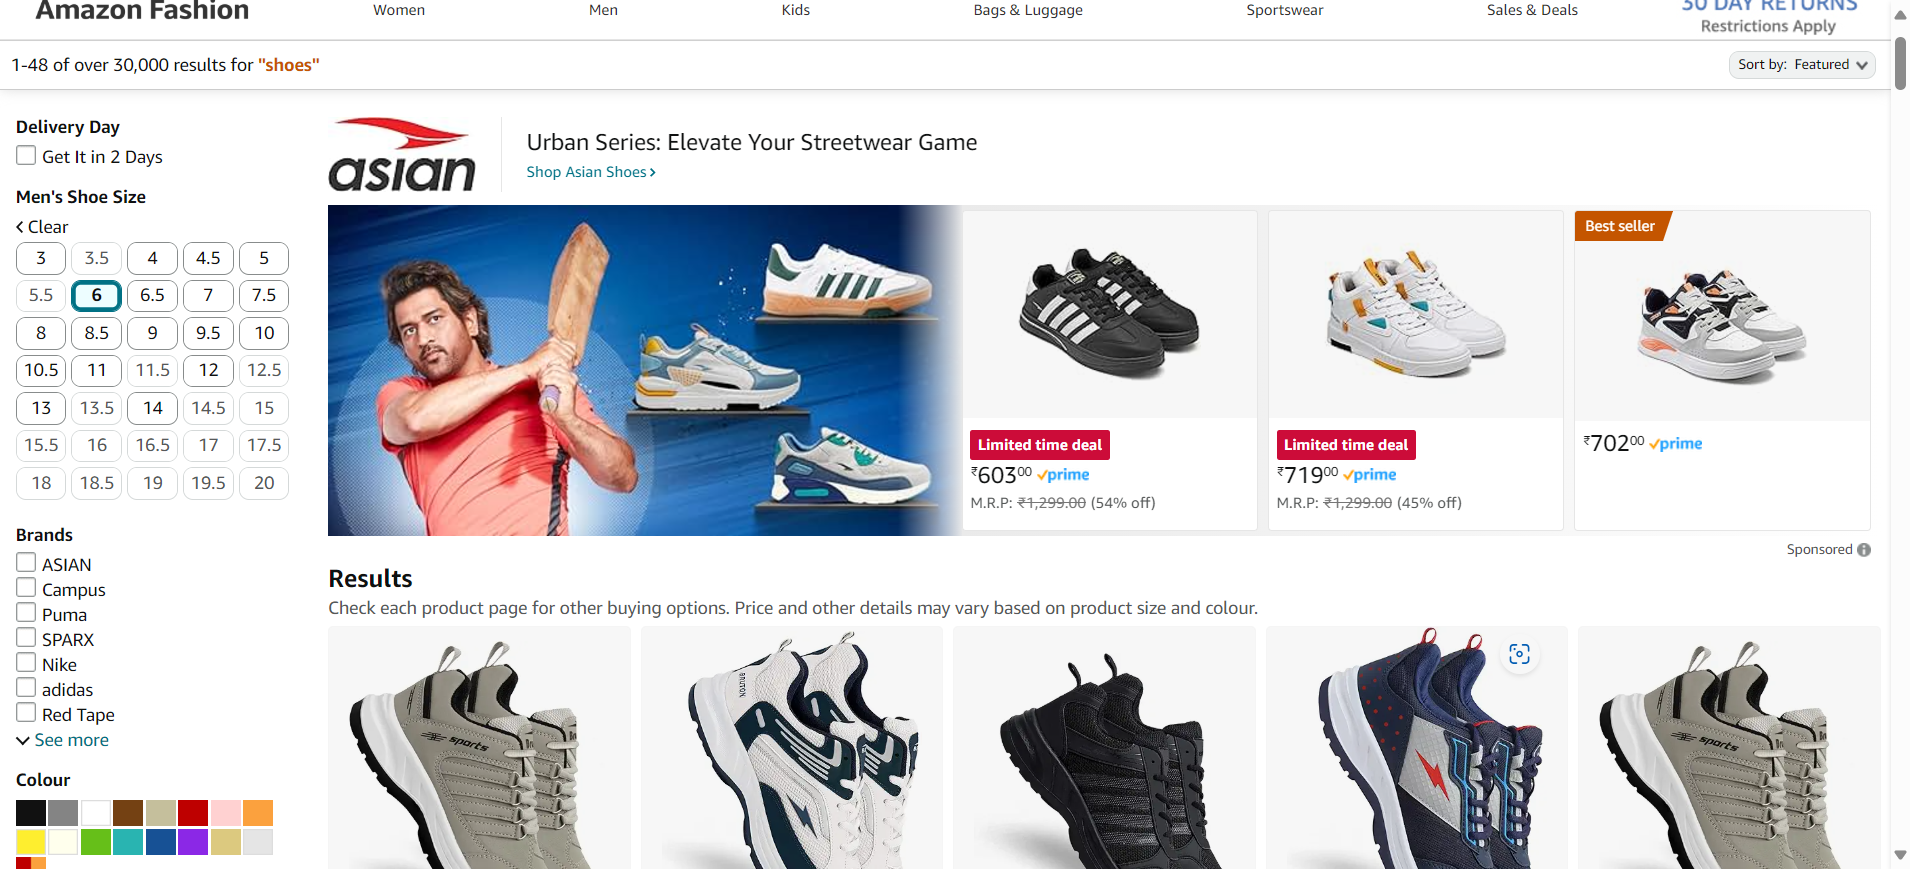 Amazon Fashion
Women
Men
Kids
Bags & Luggage
Sportswear
Sales & Deals
30 DAY RETURNS
Restrictions Apply
1-48 of over 30,000 results for "shoes"
Sort by: Featured
Delivery Day
Get It in 2 Days
Men's Shoe Size
Clear
3 3.5 4 4.5 5
5.5 6 6.5 7 7.5
8 8.5 9 9.5 10
10.5 11 11.5 12 12.5
13 13.5 14 14.5 15
15.5 16 16.5 17 17.5
18 18.5 19 19.5 20
Brands
ASIAN
Campus
Puma
SPARX
Nike
adidas
Red Tape
See more
Colour
asian
Urban Series: Elevate Your Streetwear Game
Shop Asian Shoes ›
Limited time deal
₹603.00 prime
M.R.P: ₹1,299.00 (54% off)
Limited time deal
₹719.00 prime
M.R.P: ₹1,299.00 (45% off)
Best seller
₹702.00 prime
Sponsored
Results
Check each product page for other buying options. Price and other details may vary based on product size and colour.
sports
BRUTON
sports